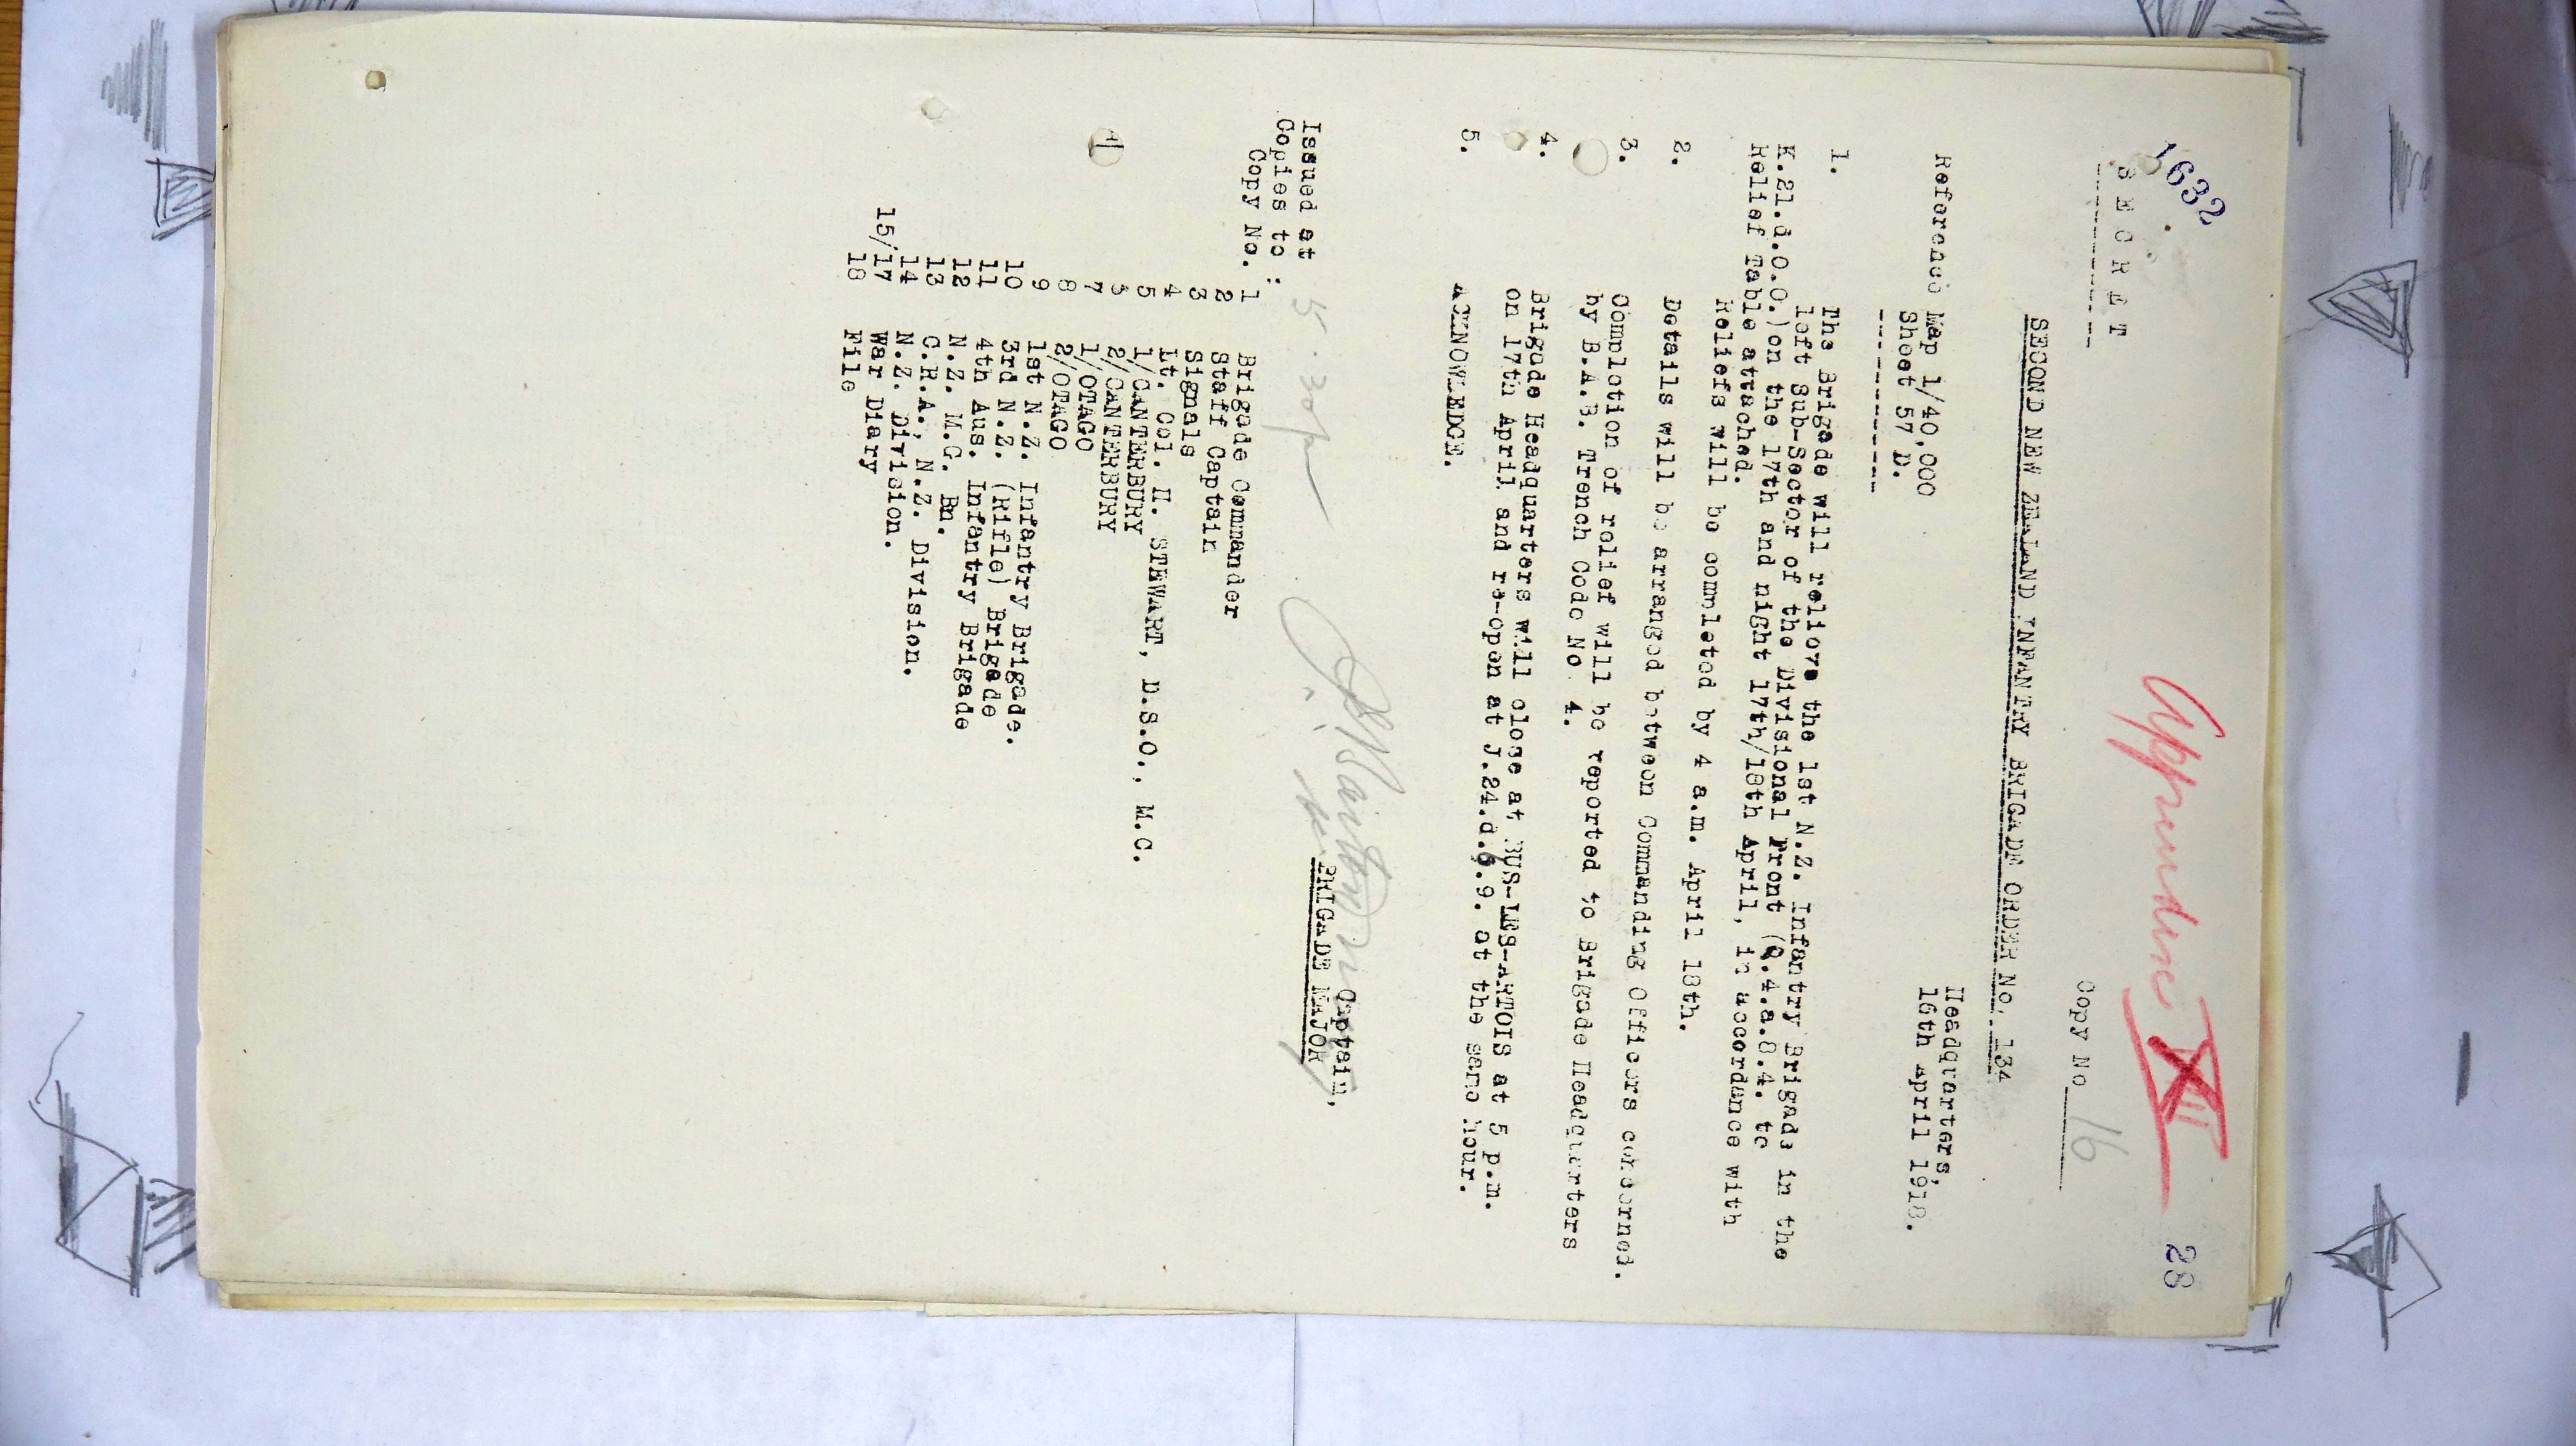 1632
Appendix XIII
28
SECRET
Copy No 16
SECOND NEW ZEALAND INFANTRY BRIGADE ORDER No. 134
Headquarters,
16th April 1918.
Reference Map 1/40,000
Sheet 57 D.
1. The Brigade will relieve the 1st N.Z. Infantry Brigade in the
left Sub-Sector of the Divisional Front (Q.4.a.8.4. to
K.21.d.0.0.) on the 17th and night 17th/18th April, in accordance with
Relief Table attached.
Reliefs will be completed by 4 a.m. April 18th.
2. Details will be arranged between Commanding Officers concerned.
3. Completion of relief will be reported to Brigade Headquarters
by B.A.B. Trench Code No 4.
4. Brigade Headquarters will close at BUS-LES-ARTOIS at 5 p.m.
on 17th April and re-open at J.24.d.6.9. at the same hour.
5. ACKNOWLEDGE.
Captain,
BRIGADE MAJOR
Issued at 5.30p
Copies to :
Copy No. 1 Brigade Commander
2 Staff Captain
3 Signals
4 Lt. Col. H. STEWART, D.S.O., M.C.
5 1/CANTERBURY
6 2/CANTERBURY
7 1/OTAGO
8 2/OTAGO
9 1st N.Z. Infantry Brigade.
10 3rd N.Z. (Rifle) Brigade
11 4th Aus. Infantry Brigade
12 N.Z. M.G. Bn.
13 C.R.A., N.Z. Division.
14 N.Z. Division.
15/17 War Diary
18 File